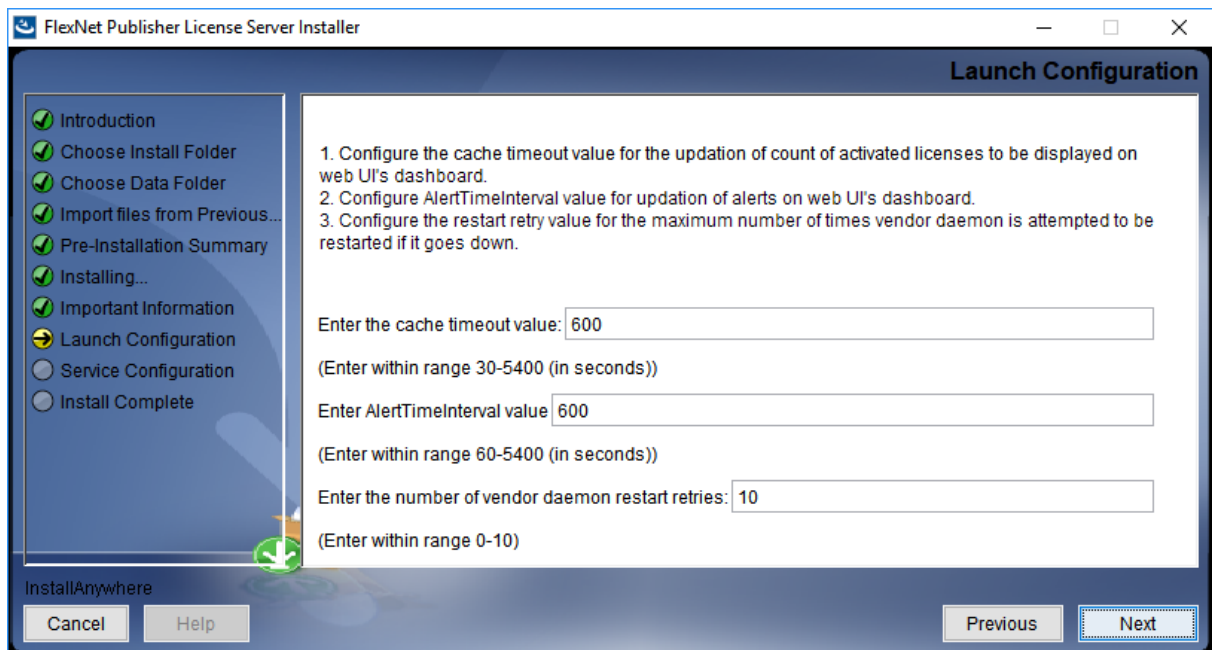 FlexNet Publisher License Server Installer
Launch Configuration
Introduction
Choose Install Folder
Choose Data Folder
Import files from Previous...
Pre-Installation Summary
Installing...
Important Information
Launch Configuration
Service Configuration
Install Complete
1. Configure the cache timeout value for the updation of count of activated licenses to be displayed on
web UI's dashboard.
2. Configure AlertTimeInterval value for updation of alerts on web UI's dashboard.
3. Configure the restart retry value for the maximum number of times vendor daemon is attempted to be
restarted if it goes down.
Enter the cache timeout value: 600
(Enter within range 30-5400 (in seconds))
Enter AlertTimeInterval value 600
(Enter within range 60-5400 (in seconds))
Enter the number of vendor daemon restart retries: 10
(Enter within range 0-10)
InstallAnywhere
Cancel Help Previous Next